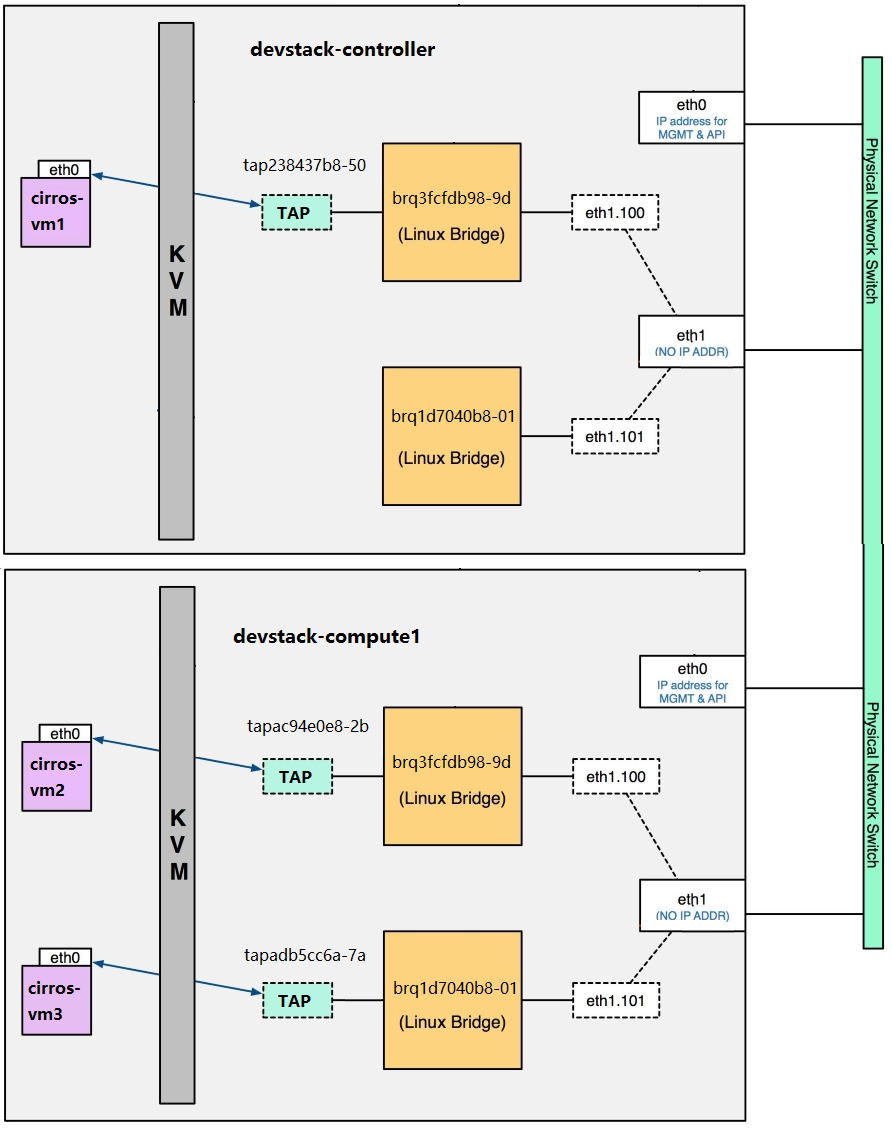 devstack-controller
eth0
IP address for
MGMT & API
tap238437b8-50
eth0
cirros-
vm1
TAP
brq3fcfdb98-9d
(Linux Bridge)
eth1.100
K
V
M
eth1
(NO IP ADDR)
brq1d7040b8-01
(Linux Bridge)
eth1.101
Physical Network Switch
devstack-compute1
eth0
IP address for
MGMT & API
tapac94e0e8-2b
eth0
cirros-
vm2
TAP
brq3fcfdb98-9d
(Linux Bridge)
eth1.100
K
V
M
eth1
(NO IP ADDR)
tapadb5cc6a-7a
eth0
cirros-
vm3
TAP
brq1d7040b8-01
(Linux Bridge)
eth1.101
Physical Network Switch